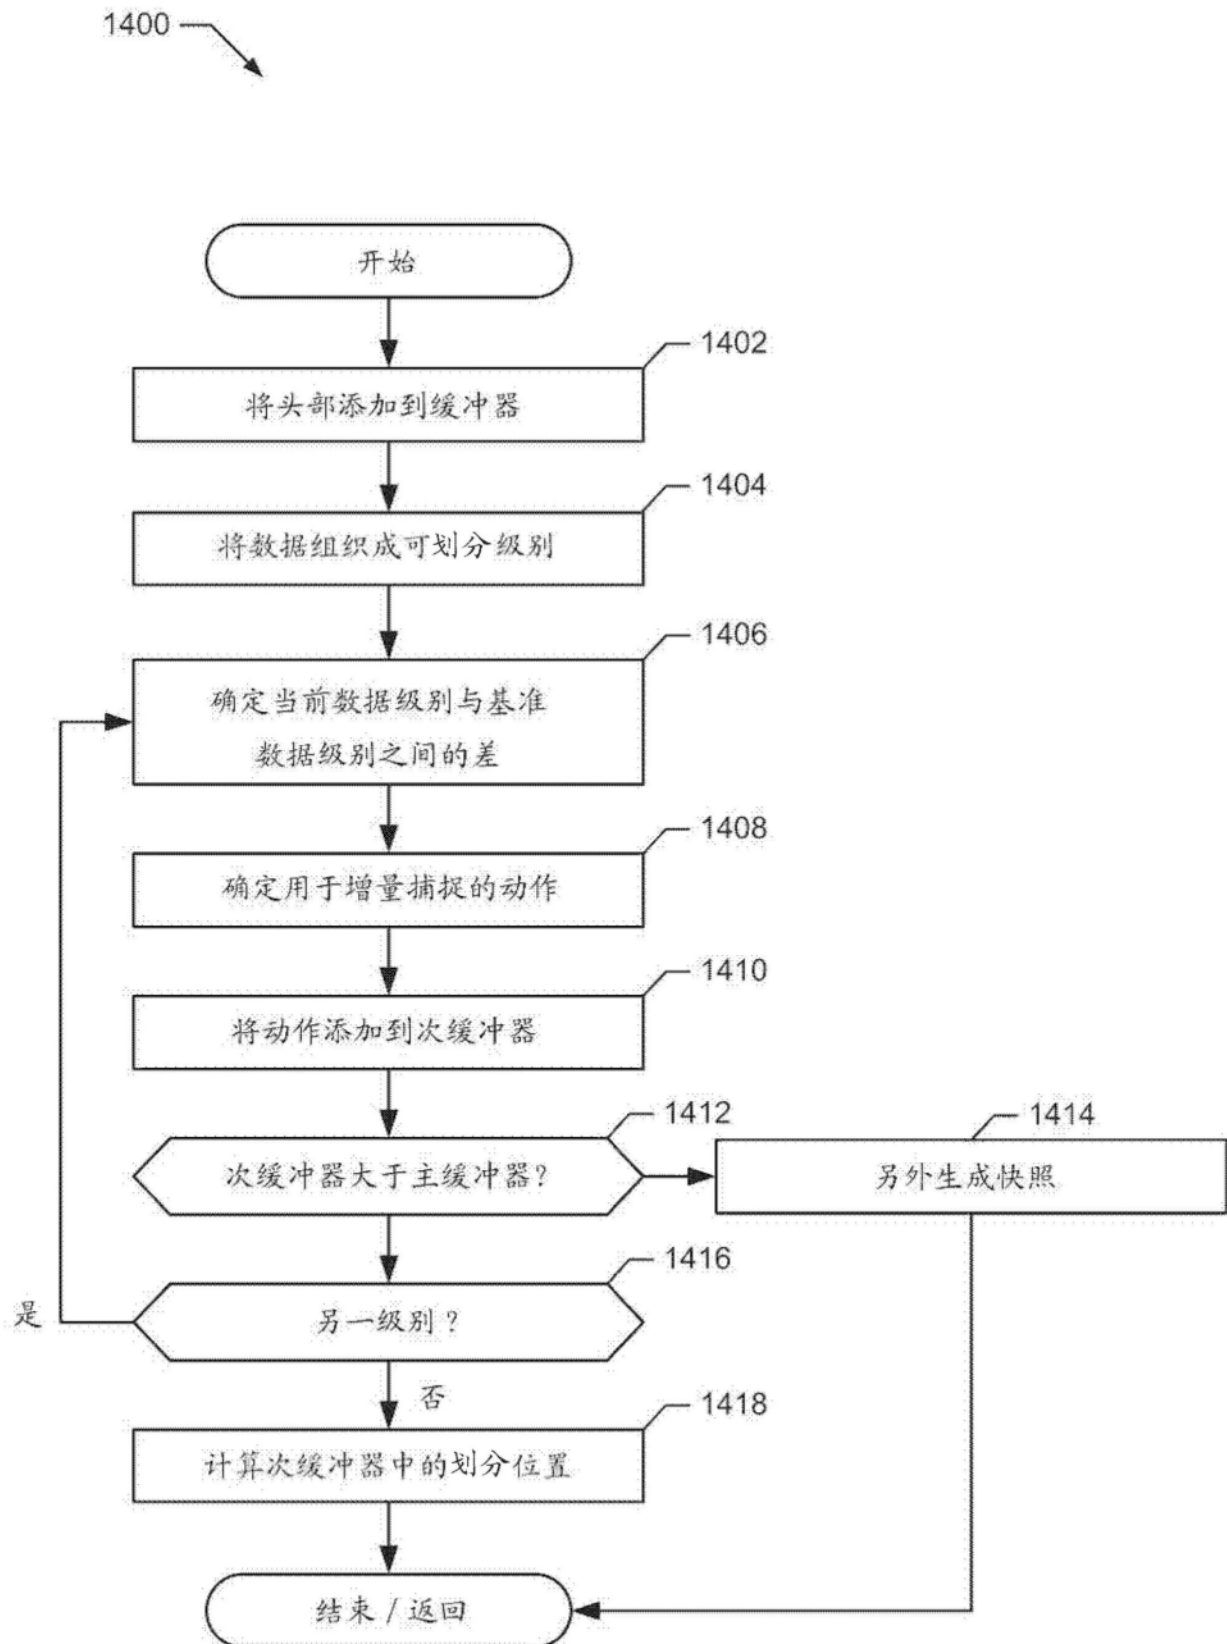 1400
开始
1402
将头部添加到缓冲器
1404
将数据组织成可划分级别
1406
确定当前数据级别与基准
数据级别之间的差
1408
确定用于增量捕捉的动作
1410
将动作添加到次缓冲器
1412
次缓冲器大于主缓冲器?
1414
另外生成快照
1416
另一级别?
是
否
1418
计算次缓冲器中的划分位置
结束/返回